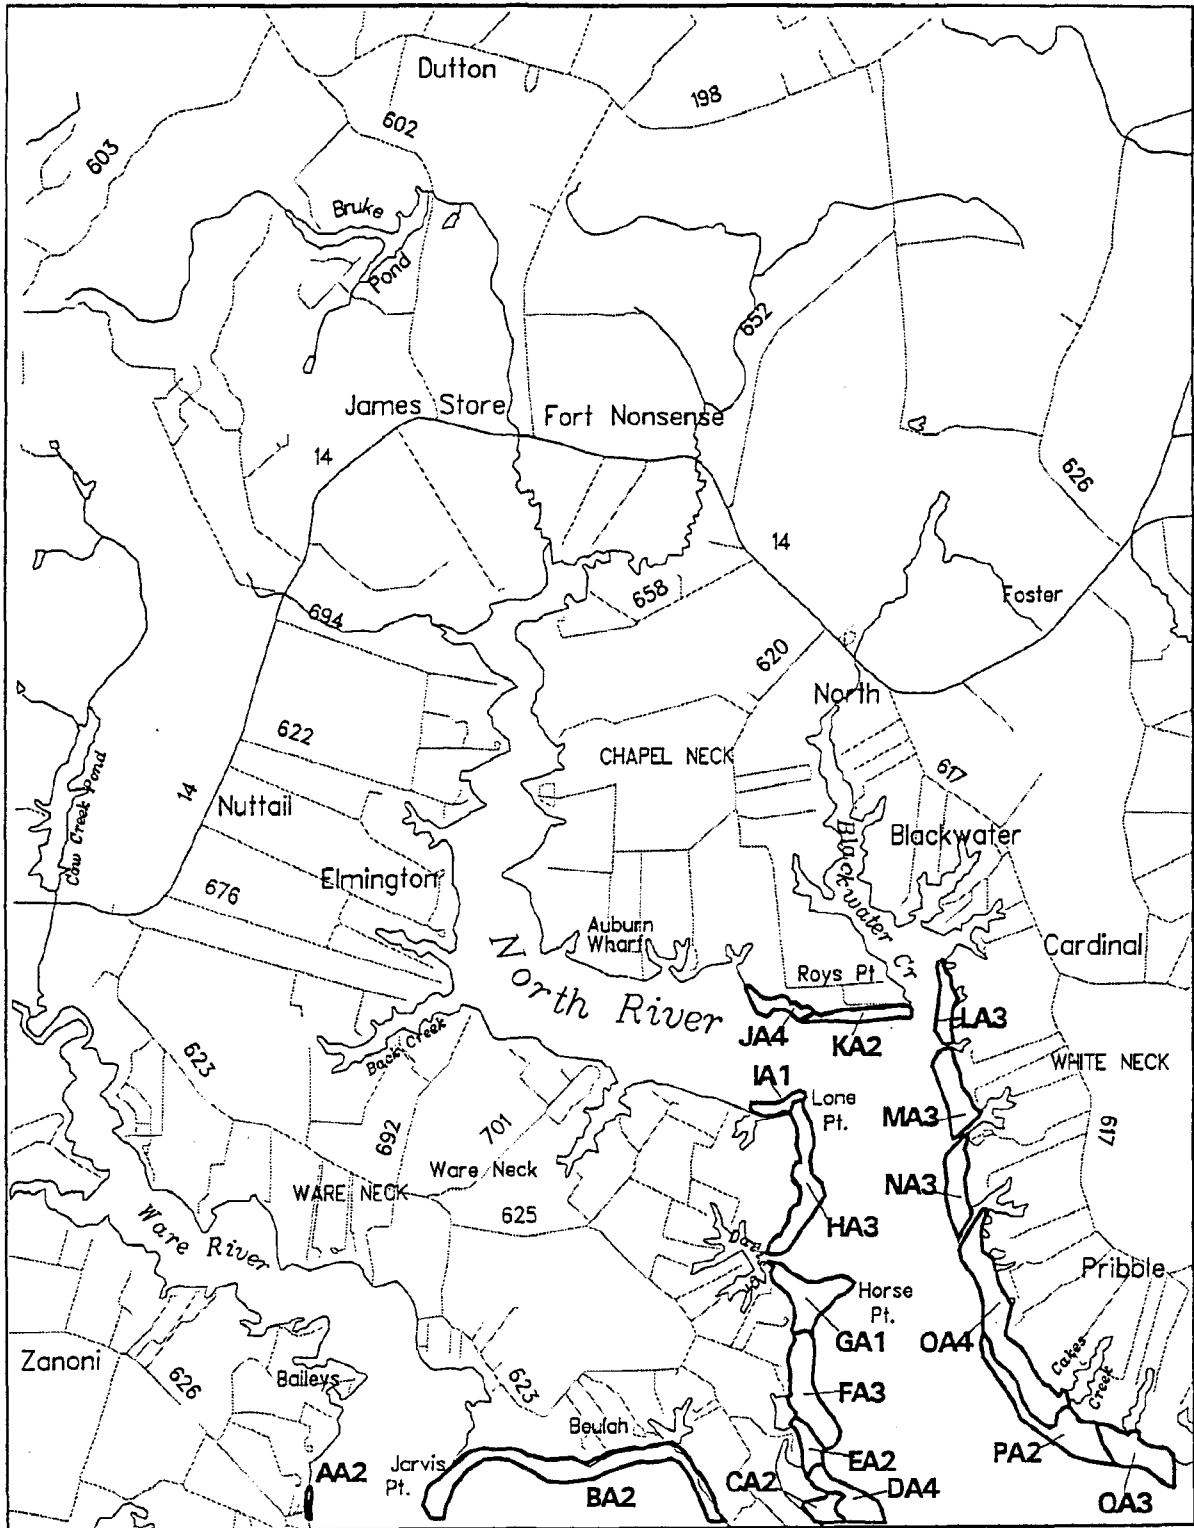 Dutton
198
602
603
Bruke
Pond
652
James Store
Fort Nonsense
14
626
14
Foster
658
694
620
North
622
CHAPEL NECK
617
14
Nuttail
Cow Creek Pond
Blackwater
Blackwater Cr
Elmington
676
Auburn
Wharf
Cardinal
North River
Roys Pt.
JA4
KA2
LA3
Back Creek
623
WHITE NECK
IA1
Lone
Pt.
MA3
617
692
701
Ware Neck
WARE NECK
NA3
625
HA3
Ware River
Pribble
Horse
Pt.
GA1
OA4
Zanoni
626
Baileys
623
FA3
Cakes
Creek
Beulah
Jarvis
Pt.
AA2
BA2
CA2
EA2
DA4
PA2
QA3